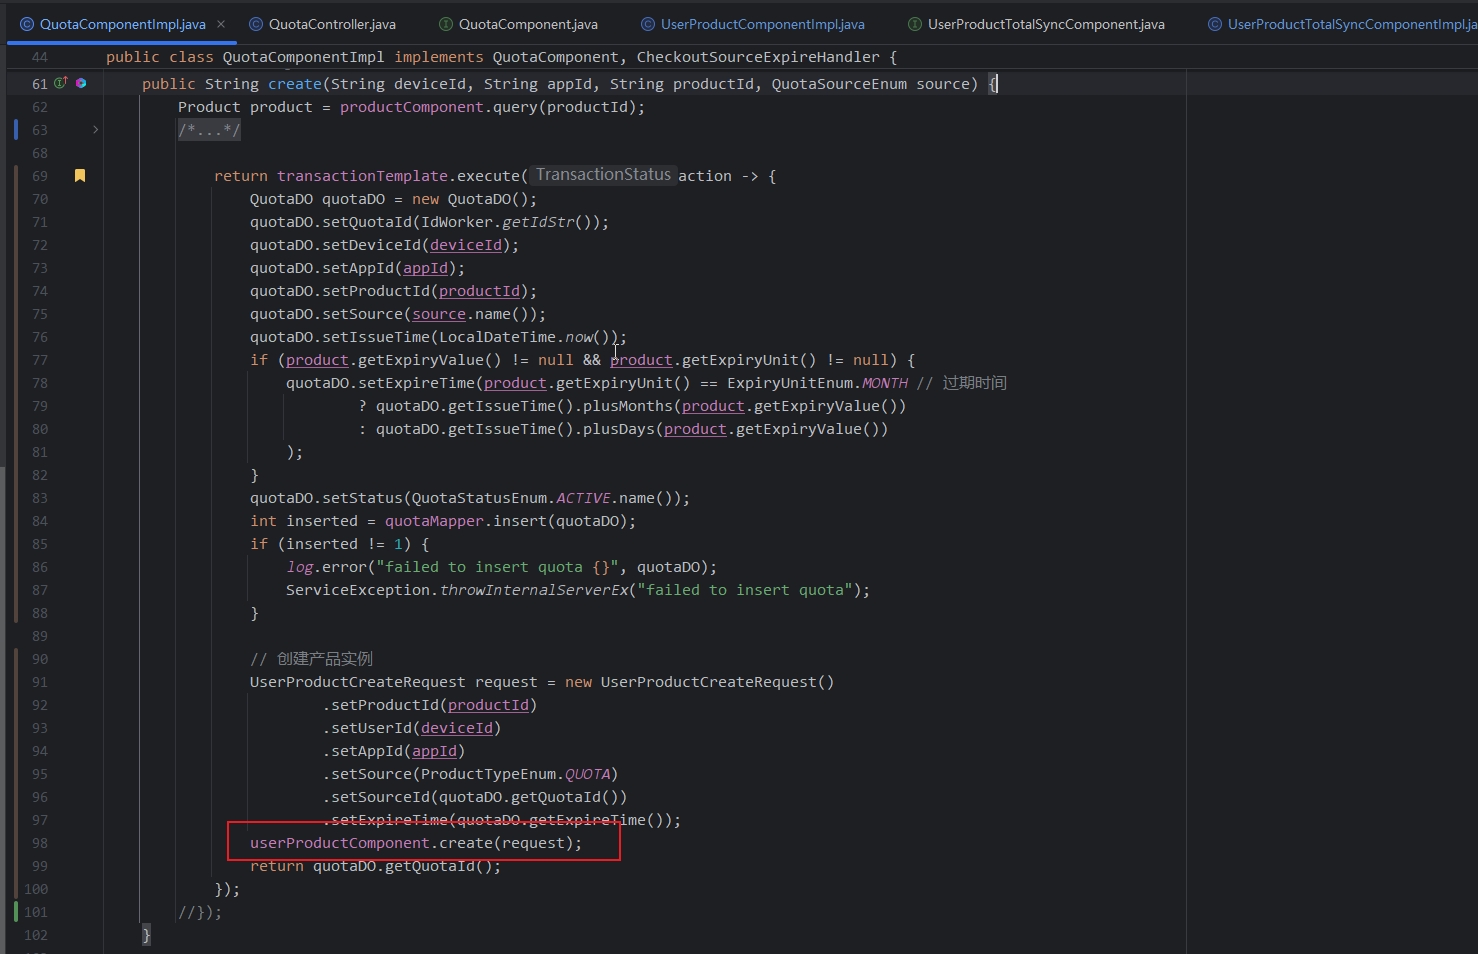 QuotaComponentImpl.java × QuotaController.java QuotaComponent.java UserProductComponentImpl.java UserProductTotalSyncComponent.java UserProductTotalSyncComponentImpl.ja
44 public class QuotaComponentImpl implements QuotaComponent, CheckoutSourceExpireHandler {
61 public String create(String deviceId, String appId, String productId, QuotaSourceEnum source) {
62 Product product = productComponent.query(productId);
63 /*...*/
68
69 return transactionTemplate.execute( TransactionStatus action -> {
70 QuotaDO quotaDO = new QuotaDO();
71 quotaDO.setQuotaId(IdWorker.getIdStr());
72 quotaDO.setDeviceId(deviceId);
73 quotaDO.setAppId(appId);
74 quotaDO.setProductId(productId);
75 quotaDO.setSource(source.name());
76 quotaDO.setIssueTime(LocalDateTime.now());
77 if (product.getExpiryValue() != null && product.getExpiryUnit() != null) {
78 quotaDO.setExpireTime(product.getExpiryUnit() == ExpiryUnitEnum.MONTH // 过期时间
79 ? quotaDO.getIssueTime().plusMonths(product.getExpiryValue())
80 : quotaDO.getIssueTime().plusDays(product.getExpiryValue())
81 );
82 }
83 quotaDO.setStatus(QuotaStatusEnum.ACTIVE.name());
84 int inserted = quotaMapper.insert(quotaDO);
85 if (inserted != 1) {
86 log.error("failed to insert quota {}", quotaDO);
87 ServiceException.throwInternalServerEx("failed to insert quota");
88 }
89
90 // 创建产品实例
91 UserProductCreateRequest request = new UserProductCreateRequest()
92 .setProductId(productId)
93 .setUserId(deviceId)
94 .setAppId(appId)
95 .setSource(ProductTypeEnum.QUOTA)
96 .setSourceId(quotaDO.getQuotaId())
97 .setExpireTime(quotaDO.getExpireTime());
98 userProductComponent.create(request);
99 return quotaDO.getQuotaId();
100 });
101 //});
102 }